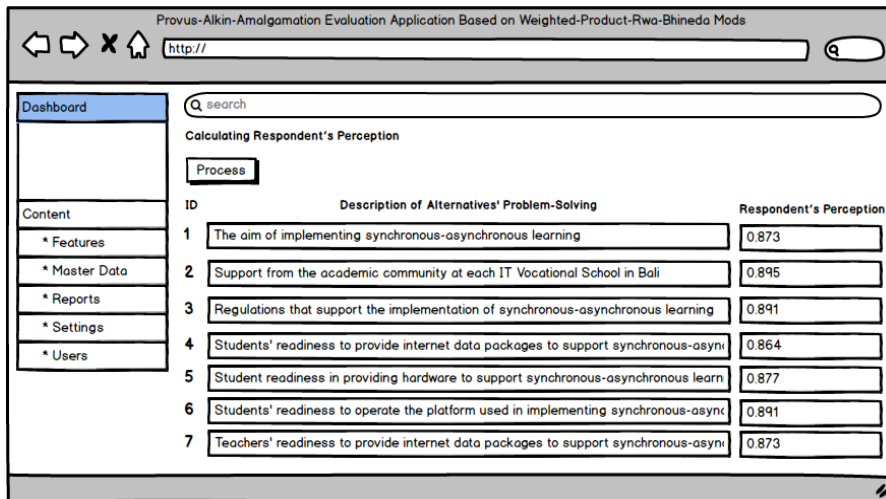 Provus-Alkin-Amalgamation Evaluation Application Based on Weighted-Product-Rwa-Bhineda Mods
http://
Dashboard
search
Calculating Respondent's Perception
Process
ID Description of Alternatives' Problem-Solving Respondent's Perception
Content
* Features
* Master Data
* Reports
* Settings
* Users
1 The aim of implementing synchronous-asynchronous learning 0.873
2 Support from the academic community at each IT Vocational School in Bali 0.895
3 Regulations that support the implementation of synchronous-asynchronous learning 0.891
4 Students' readiness to provide internet data packages to support synchronous-asyn 0.864
5 Student readiness in providing hardware to support synchronous-asynchronous learn 0.877
6 Students' readiness to operate the platform used in implementing synchronous-asyn 0.891
7 Teachers' readiness to provide internet data packages to support synchronous-asyn 0.873